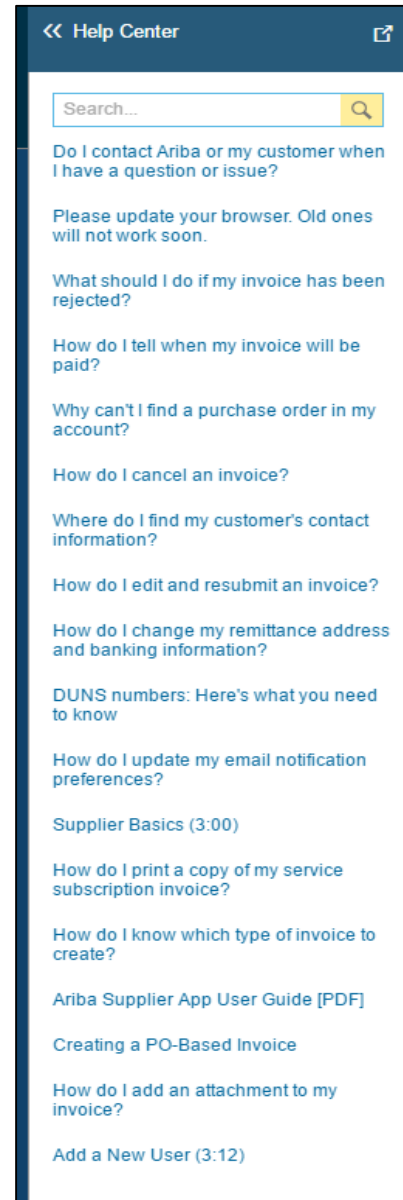 Help Center
Search...
Do I contact Ariba or my customer when
I have a question or issue?
Please update your browser. Old ones
will not work soon.
What should I do if my invoice has been
rejected?
How do I tell when my invoice will be
paid?
Why can't I find a purchase order in my
account?
How do I cancel an invoice?
Where do I find my customer's contact
information?
How do I edit and resubmit an invoice?
How do I change my remittance address
and banking information?
DUNS numbers: Here's what you need
to know
How do I update my email notification
preferences?
Supplier Basics (3:00)
How do I print a copy of my service
subscription invoice?
How do I know which type of invoice to
create?
Ariba Supplier App User Guide [PDF]
Creating a PO-Based Invoice
How do I add an attachment to my
invoice?
Add a New User (3:12)